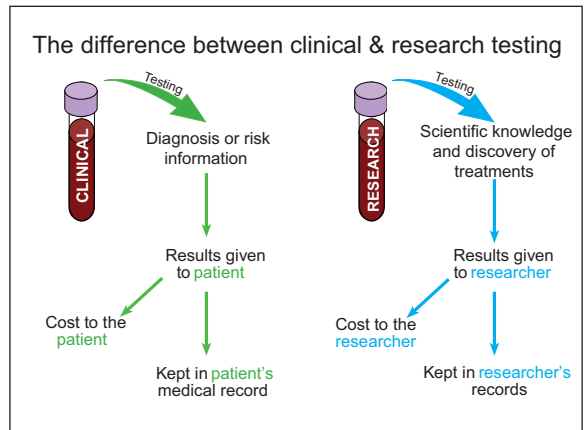 The difference between clinical & research testing
Testing
CLINICAL
Diagnosis or risk
information
Results given
to patient
Cost to the
patient
Kept in patient's
medical record
Testing
RESEARCH
Scientific knowledge
and discovery of
treatments
Results given
to researcher
Cost to the
researcher
Kept in researcher's
records